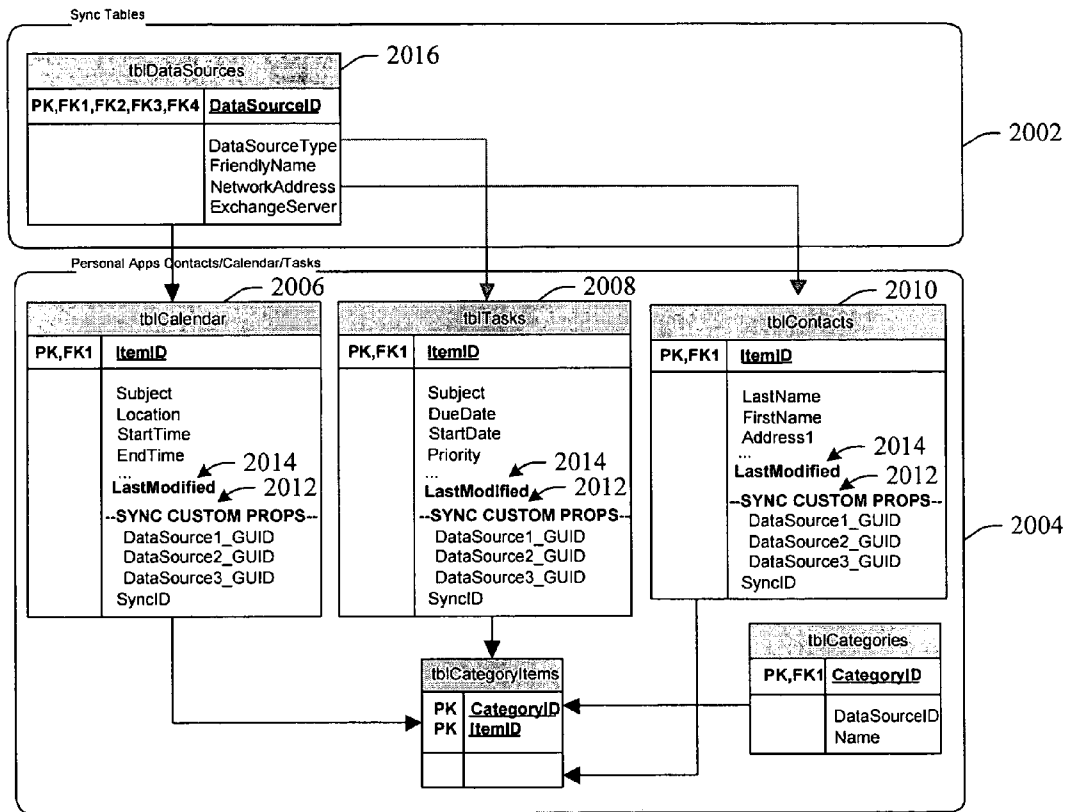 Sync Tables
2016
tblDataSources
PK,FK1,FK2,FK3,FK4 DataSourceID
DataSourceType
FriendlyName
NetworkAddress
ExchangeServer
2002
Personal Apps Contacts/Calendar/Tasks
2006
tblCalendar
PK,FK1 ItemID
Subject
Location
StartTime
EndTime
...
2014
LastModified
2012
--SYNC CUSTOM PROPS--
DataSource1_GUID
DataSource2_GUID
DataSource3_GUID
SyncID
2008
tblTasks
PK,FK1 ItemID
Subject
DueDate
StartDate
Priority
...
2014
LastModified
2012
--SYNC CUSTOM PROPS--
DataSource1_GUID
DataSource2_GUID
DataSource3_GUID
SyncID
2010
tblContacts
PK,FK1 ItemID
LastName
FirstName
Address1
...
2014
LastModified
2012
--SYNC CUSTOM PROPS--
DataSource1_GUID
DataSource2_GUID
DataSource3_GUID
SyncID
2004
tblCategoryItems
PK CategoryID
PK ItemID
tblCategories
PK,FK1 CategoryID
DataSourceID
Name